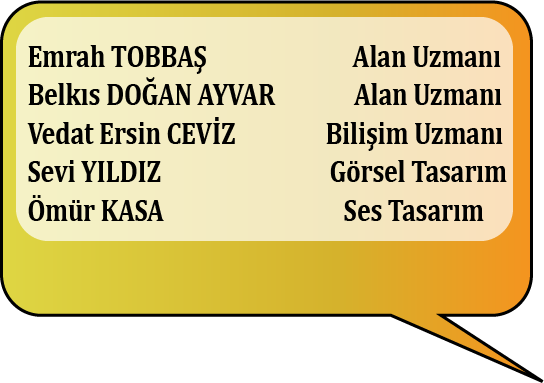 Emrah TOBBAŞ Alan Uzmanı
Belkıs DOĞAN AYVAR Alan Uzmanı
Vedat Ersin CEVİZ Bilişim Uzmanı
Sevi YILDIZ Görsel Tasarım
Ömür KASA Ses Tasarım